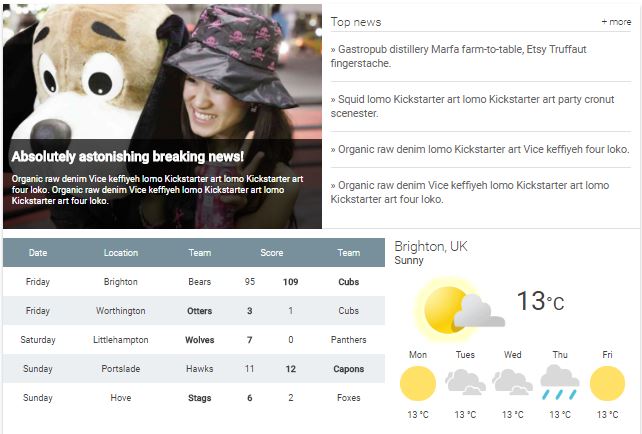 Absolutely astonishing breaking news!
Organic raw denim Vice keffiyeh lomo Kickstarter art lomo Kickstarter
art four loko. Organic raw denim Vice keffiyeh lomo Kickstarter art lomo
Kickstarter art four loko.
Top news + more
» Gastropub distillery Marfa farm-to-table, Etsy Truffaut
fingerstache.
» Squid lomo Kickstarter art lomo Kickstarter art party cronut
scenester.
» Organic raw denim lomo Kickstarter art Vice keffiyeh four loko.
» Organic raw denim Vice keffiyeh lomo Kickstarter art lomo
Kickstarter art four loko.
Date Location Team Score Team
Friday Brighton Bears 95 109 Cubs
Friday Worthington Otters 3 1 Cubs
Saturday Littlehampton Wolves 7 0 Panthers
Sunday Portslade Hawks 11 12 Capons
Sunday Hove Stags 6 2 Foxes
Brighton, UK
Sunny
13°C
Mon Tues Wed Thu Fri
13 °C 13 °C 13 °C 13 °C 13 °C